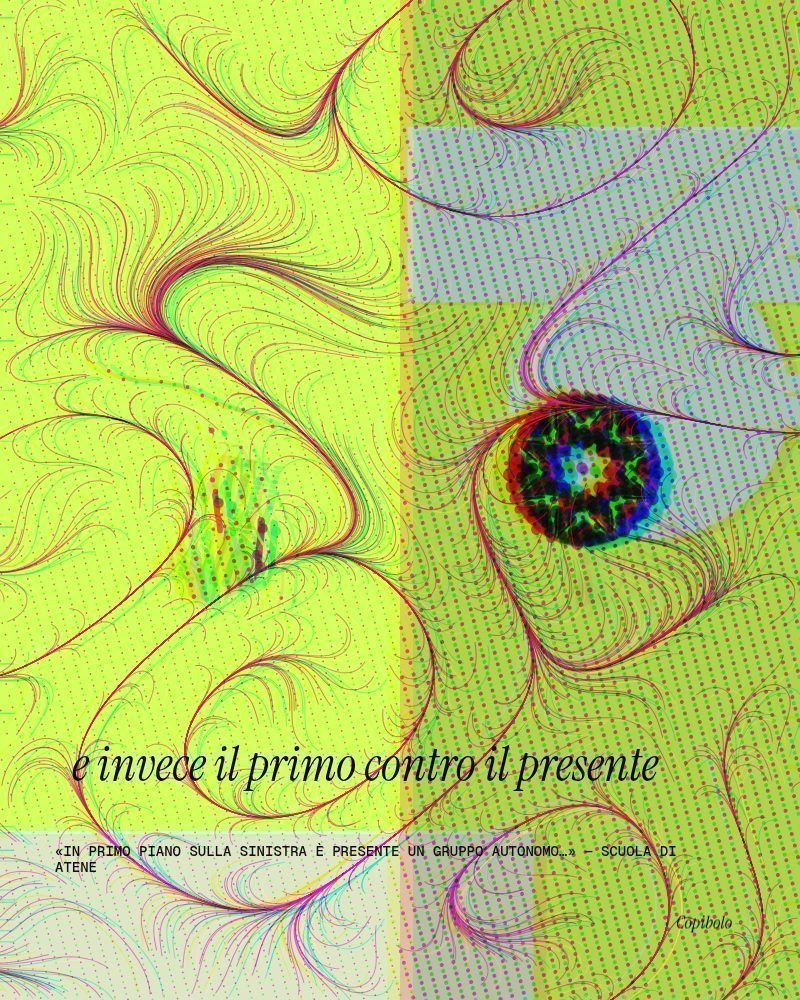 e invece il primo contro il presente
«IN PRIMO PIANO SULLA SINISTRA È PRESENTE UN GRUPPO AUTONOMO…» — SCUOLA DI
ATENE
Copibolo